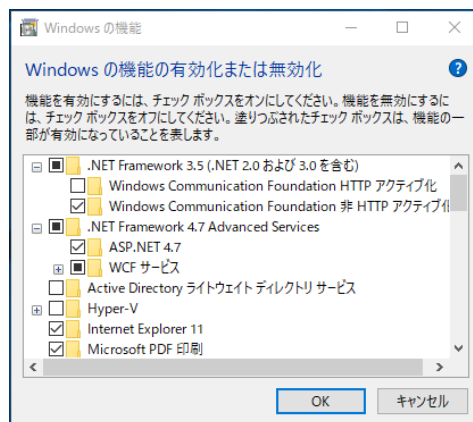 Windows の機能
Windows の機能の有効化または無効化
機能を有効にするには、チェック ボックスをオンにしてください。機能を無効にするに
は、チェック ボックスをオフにしてください。塗りつぶされたチェック ボックスは、機能の一
部が有効になっていることを表します。
.NET Framework 3.5 (.NET 2.0 および 3.0 を含む)
Windows Communication Foundation HTTP アクティブ化
Windows Communication Foundation 非 HTTP アクティブ化
.NET Framework 4.7 Advanced Services
ASP.NET 4.7
WCF サービス
Active Directory ライトウェイト ディレクトリ サービス
Hyper-V
Internet Explorer 11
Microsoft PDF 印刷
OK
キャンセル